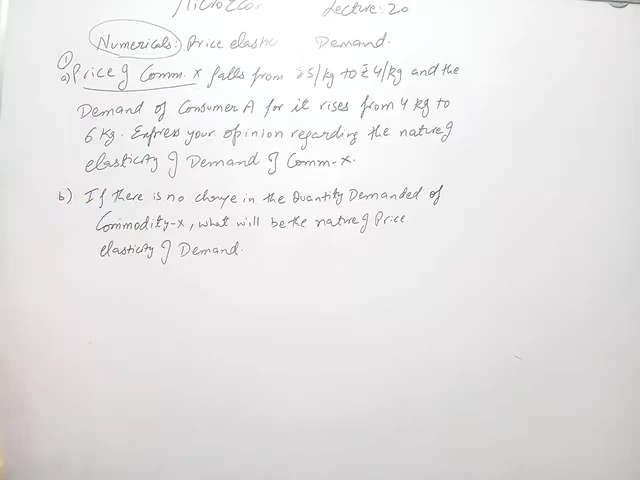 Lecture: 20
Numericals: Price elastic Demand.
①
a) Price of Comm. x falls from ₹5/kg to ₹4/kg and the
Demand of Consumer A for it rises from 4 kg to
6 kg. Express your opinion regarding the nature of
elasticity of Demand of Comm-x.
b) If there is no change in the Quantity Demanded of
Commodity-x, what will be the nature of Price
elasticity of Demand.